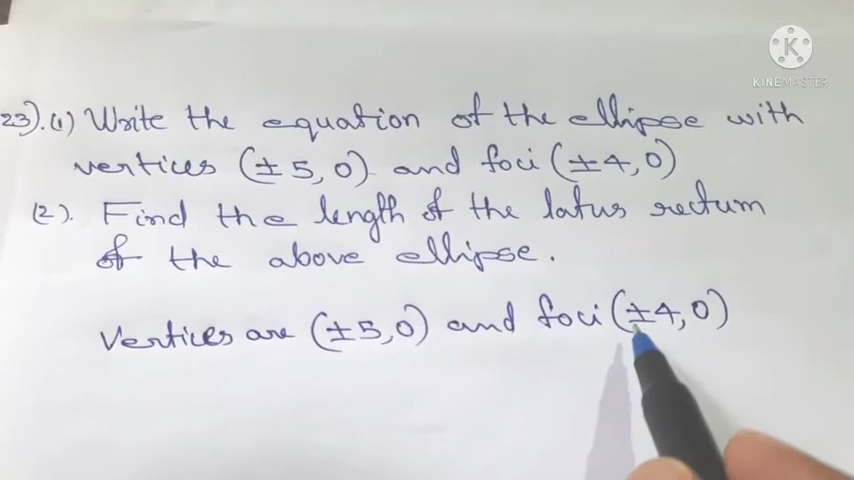 K
KINEMASTER
23).(1) Write the equation of the ellipse with
vertices (±5, 0) and foci (±4, 0)
(2). Find the length of the latus rectum
of the above ellipse.
Vertices are (±5, 0) and foci (±4, 0)